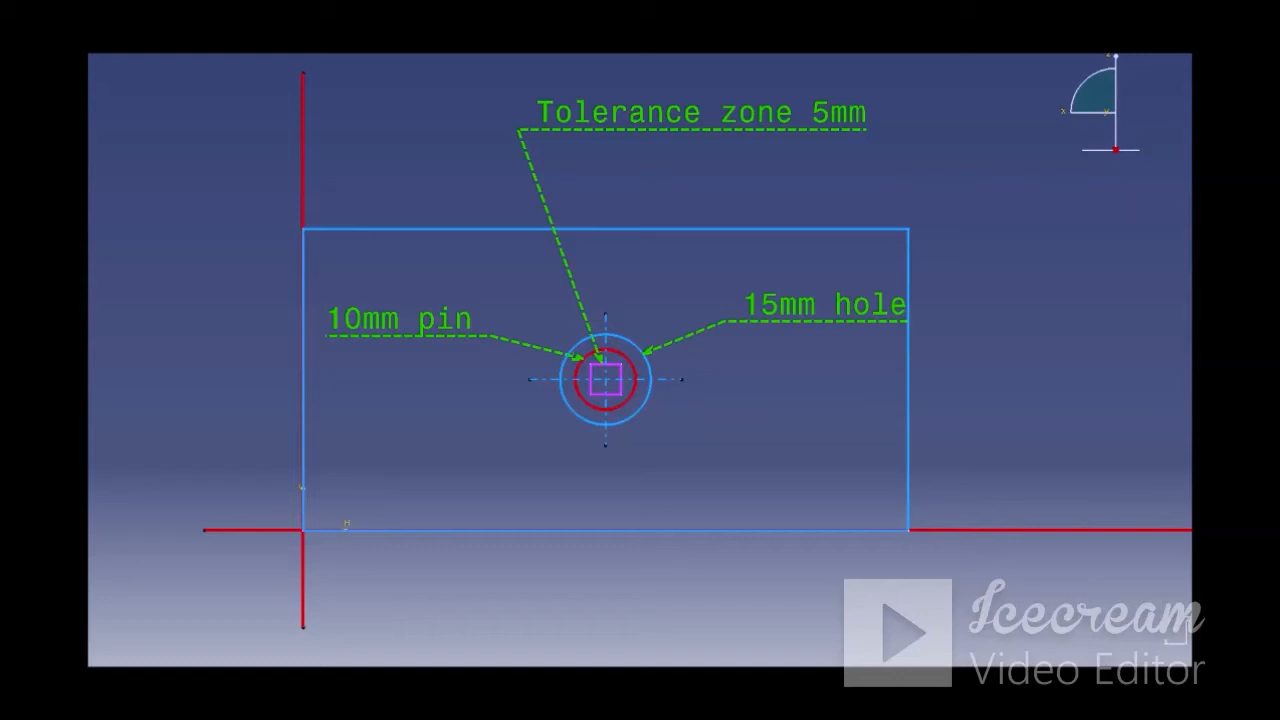 Tolerance zone 5mm
15mm hole
10mm pin
H
Icecream
Video Editor